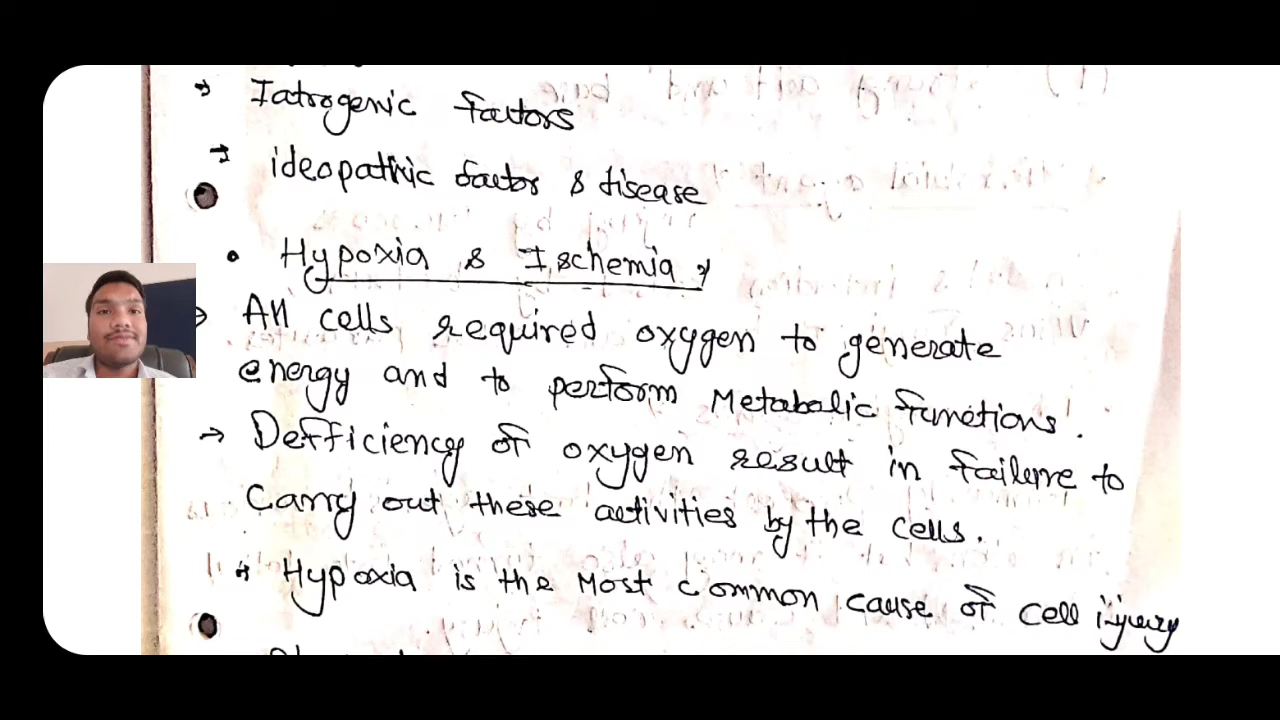 → Iatrogenic factors
→ ideopathic factor & disease
• Hypoxia & Ischemia
→ All cells required oxygen to generate
energy and to perform Metabolic functions.
→ Defficiency of oxygen result in failure to
carry out these activities by the cells.
→ Hypoxia is the Most common cause of cell injury